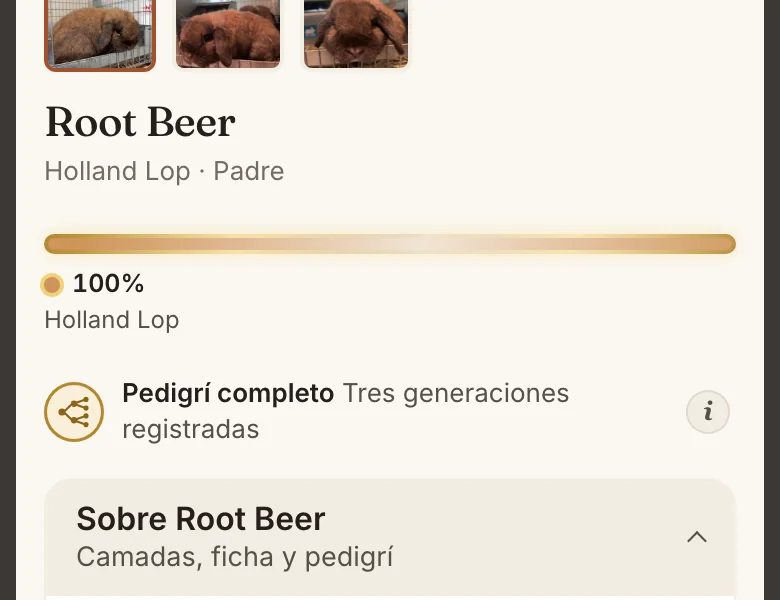 Root Beer
Holland Lop · Padre
100%
Holland Lop
Pedigrí completo Tres generaciones
registradas
i
Sobre Root Beer
Camadas, ficha y pedigrí